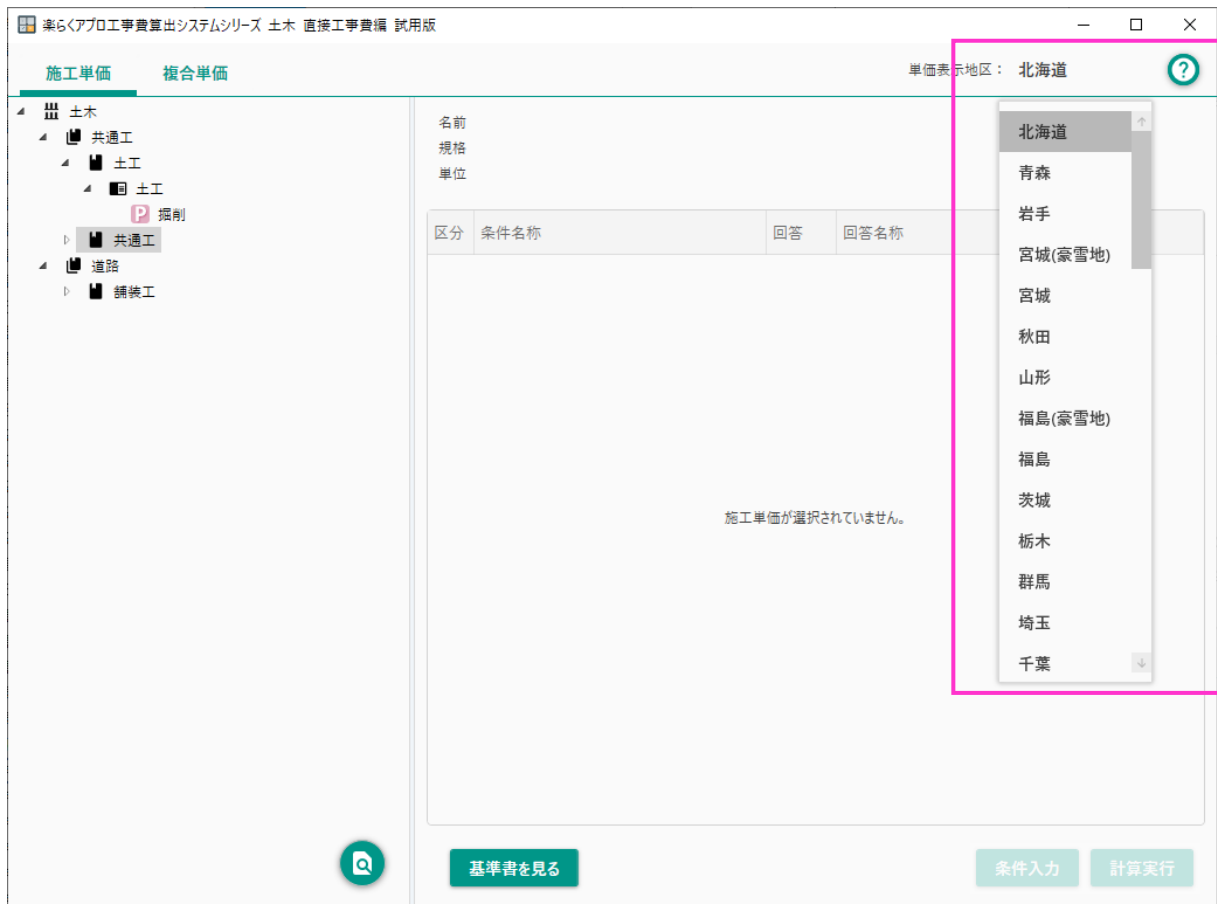 楽らくアプロ工事費算出システムシリーズ 土木 直接工事費編 試用版
施工単価 複合単価 単価表示地区： 北海道
土木
共通工
土工
土工
P 掘削
共通工
道路
舗装工
名前
規格
単位
区分 条件名称 回答 回答名称
施工単価が選択されていません。
北海道
青森
岩手
宮城(豪雪地)
宮城
秋田
山形
福島(豪雪地)
福島
茨城
栃木
群馬
埼玉
千葉
基準書を見る 条件入力 計算実行